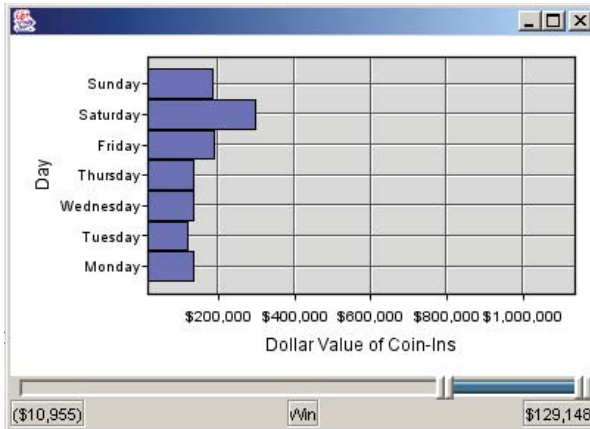 Sunday
Saturday
Friday
Thursday
Wednesday
Tuesday
Monday
Day
$200,000 $400,000 $600,000 $800,000 $1,000,000
Dollar Value of Coin-Ins
($10,955) Win $129,148